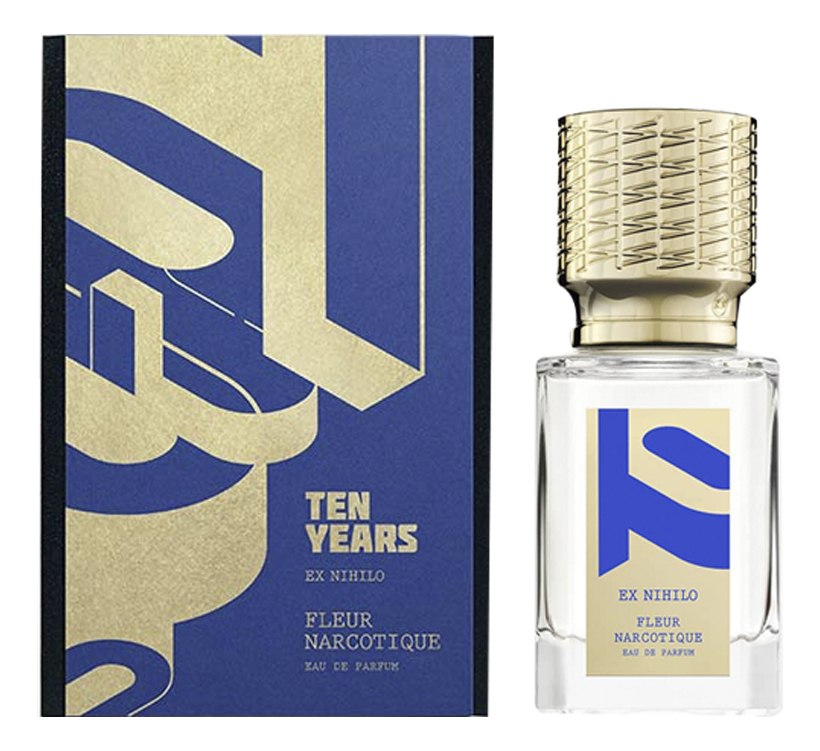 TEN
YEARS
EX NIHILO
FLEUR
NARCOTIQUE
EAU DE PARFUM
EX NIHILO
FLEUR
NARCOTIQUE
EAU DE PARFUM